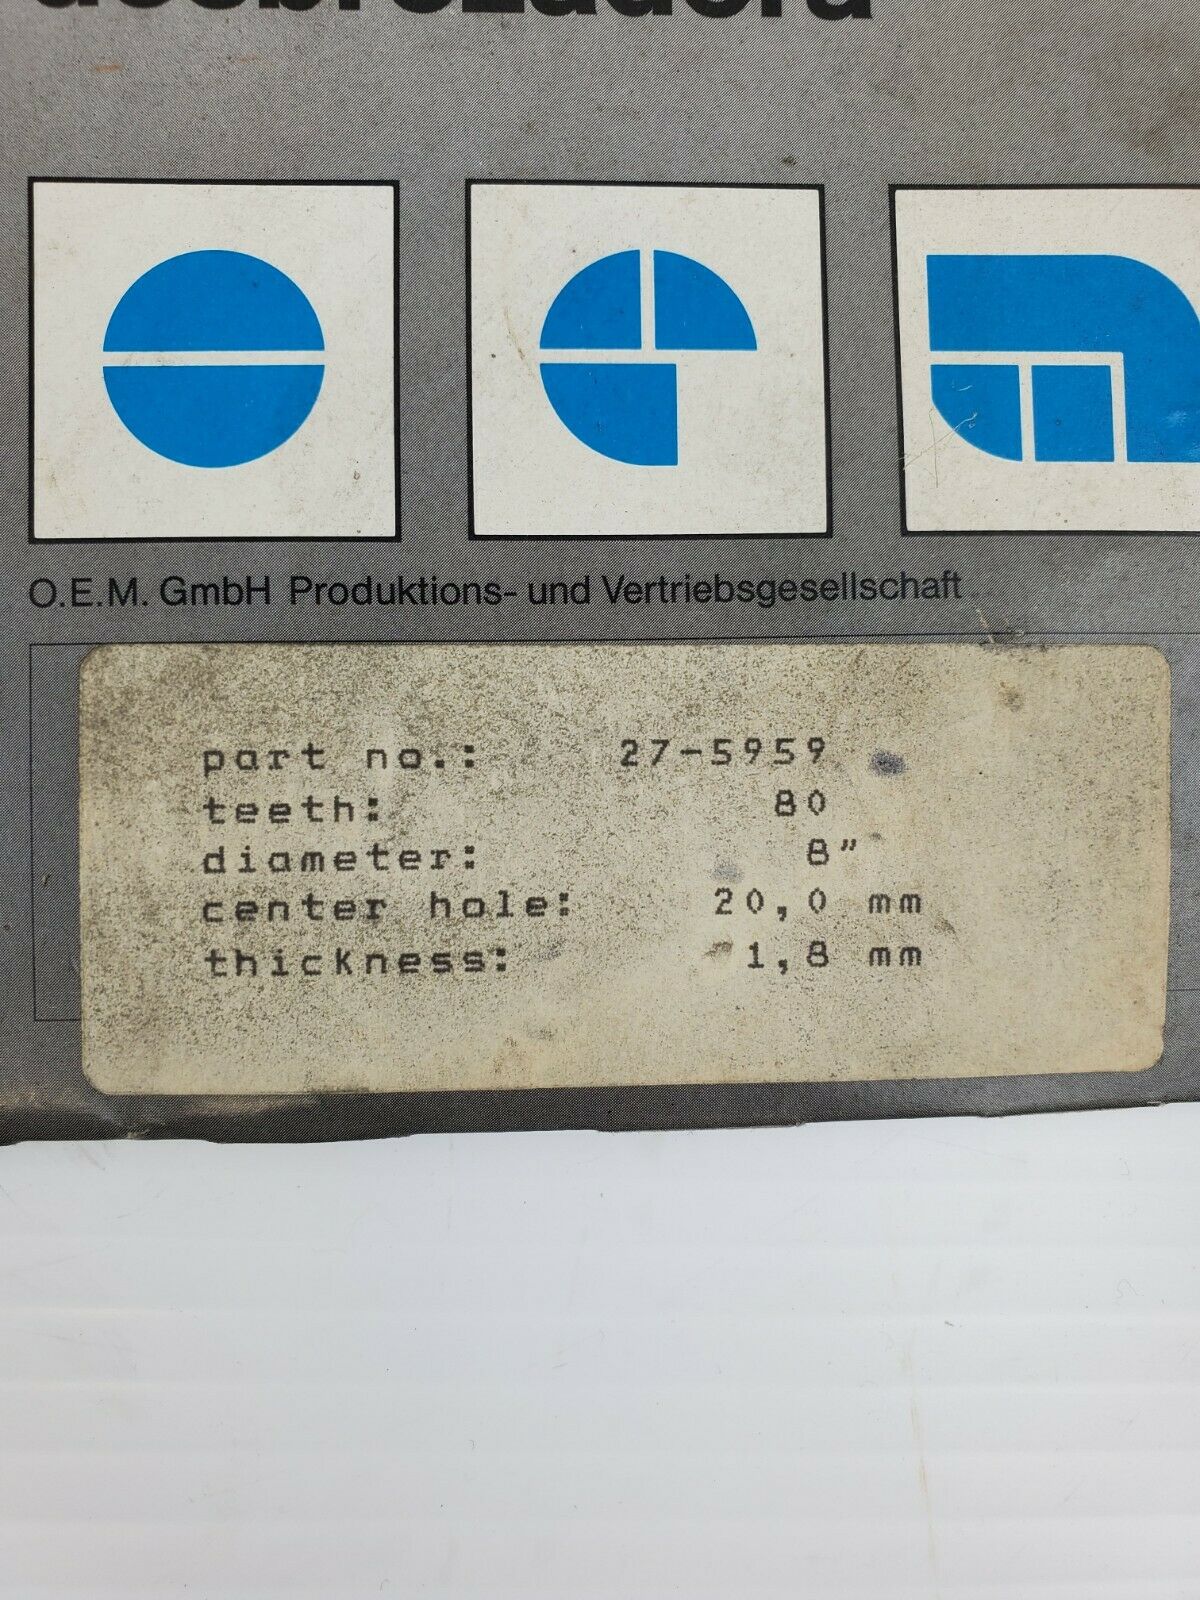 desbrozadora
O.E.M. GmbH Produktions- und Vertriebsgesellschaft
part no.: 27-5959
teeth: 80
diameter: 8"
center hole: 20,0 mm
thickness: 1,8 mm